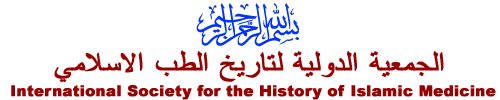 بسم الله الرحمن الرحيم
الجمعية الدولية لتاريخ الطب الاسلامي
International Society for the History of Islamic Medicine